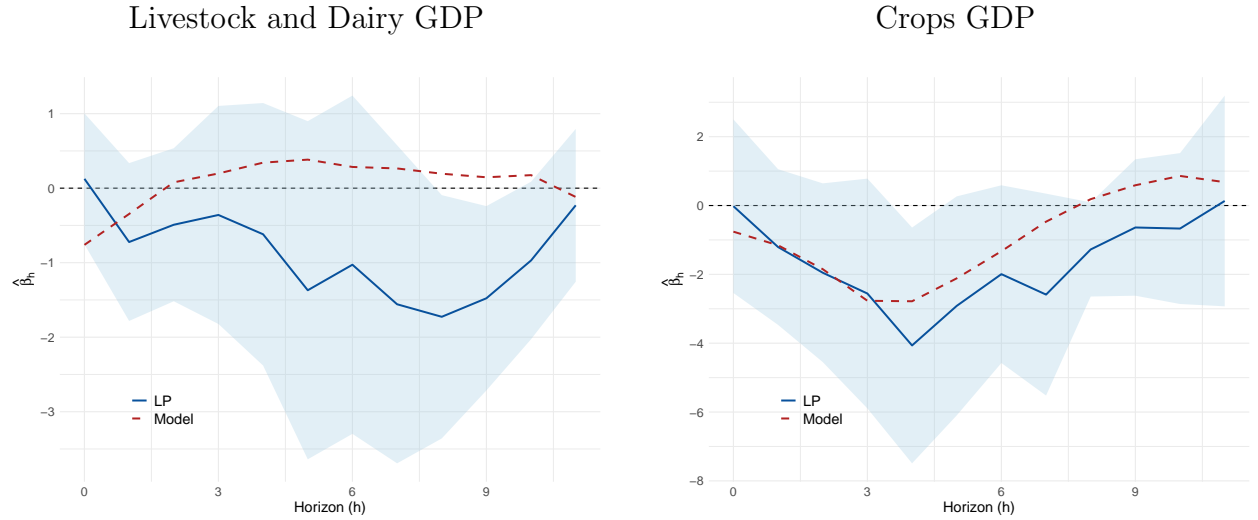 Livestock and Dairy GDP
1
0
−1
−2
−3
β̂h
LP
Model
0 3 6 9
Horizon (h)
Crops GDP
2
0
−2
−4
−6
−8
β̂h
LP
Model
0 3 6 9
Horizon (h)